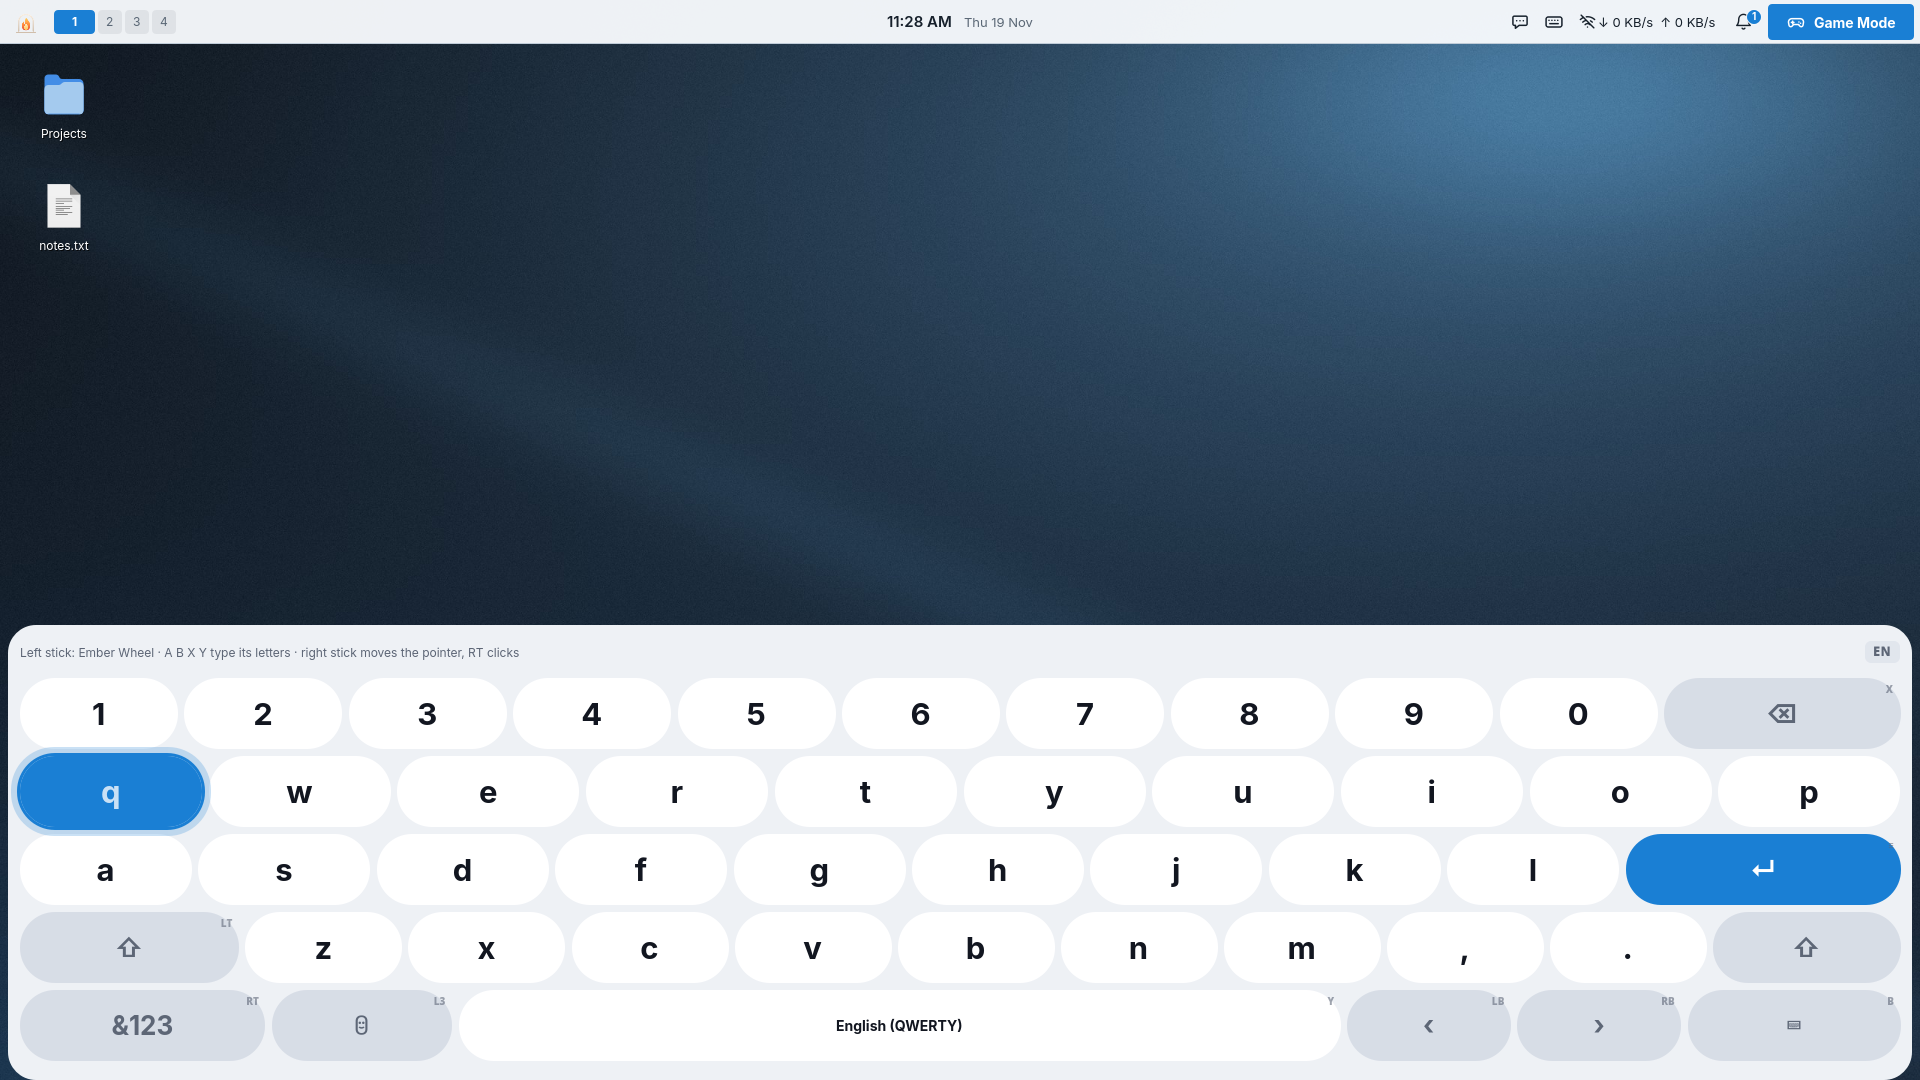 1 2 3 4 11:28 AM Thu 19 Nov 0 KB/s 0 KB/s 1 Game Mode
Projects
notes.txt
Left stick: Ember Wheel · A B X Y type its letters · right stick moves the pointer, RT clicks EN
1 2 3 4 5 6 7 8 9 0 X
q w e r t y u i o p
a s d f g h j k l
LT z x c v b n m , .
&123 RT L3 English (QWERTY) Y ‹ LB › RB B